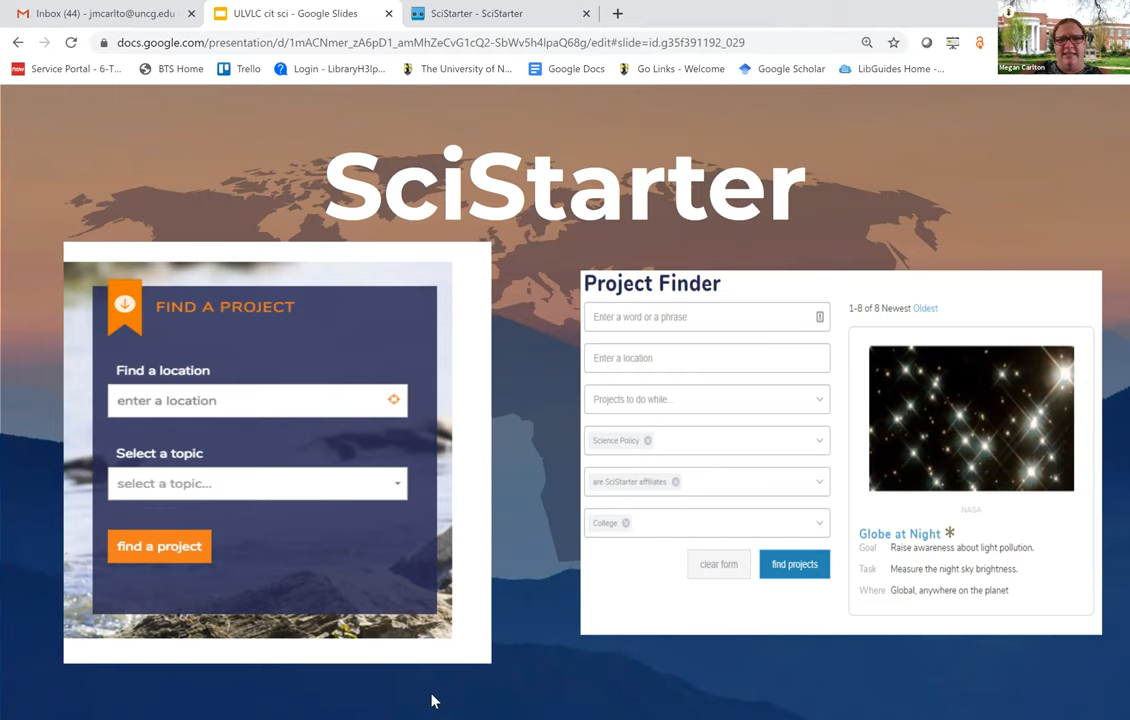 Inbox (44) - jmcarlto@uncg.edu
ULVLC cit sci - Google Slides
SciStarter - SciStarter
docs.google.com/presentation/d/1mACNmer_zA6pD1_amMhZeCvG1cQ2-SbWv5h4lpaQ68g/edit#slide=id.g35f391192_029
Service Portal - 6-T...
BTS Home
Trello
Login - LibraryH3lp...
The University of N...
Google Docs
Go Links - Welcome
Google Scholar
LibGuides Home -...
Megan Carlton
SciStarter
FIND A PROJECT
Find a location
enter a location
Select a topic
select a topic...
find a project
Project Finder
Enter a word or a phrase
Enter a location
Projects to do while...
Science Policy
are SciStarter affiliates
College
clear form
find projects
1-8 of 8 Newest Oldest
NASA
Globe at Night
Goal Raise awareness about light pollution.
Task Measure the night sky brightness.
Where Global, anywhere on the planet